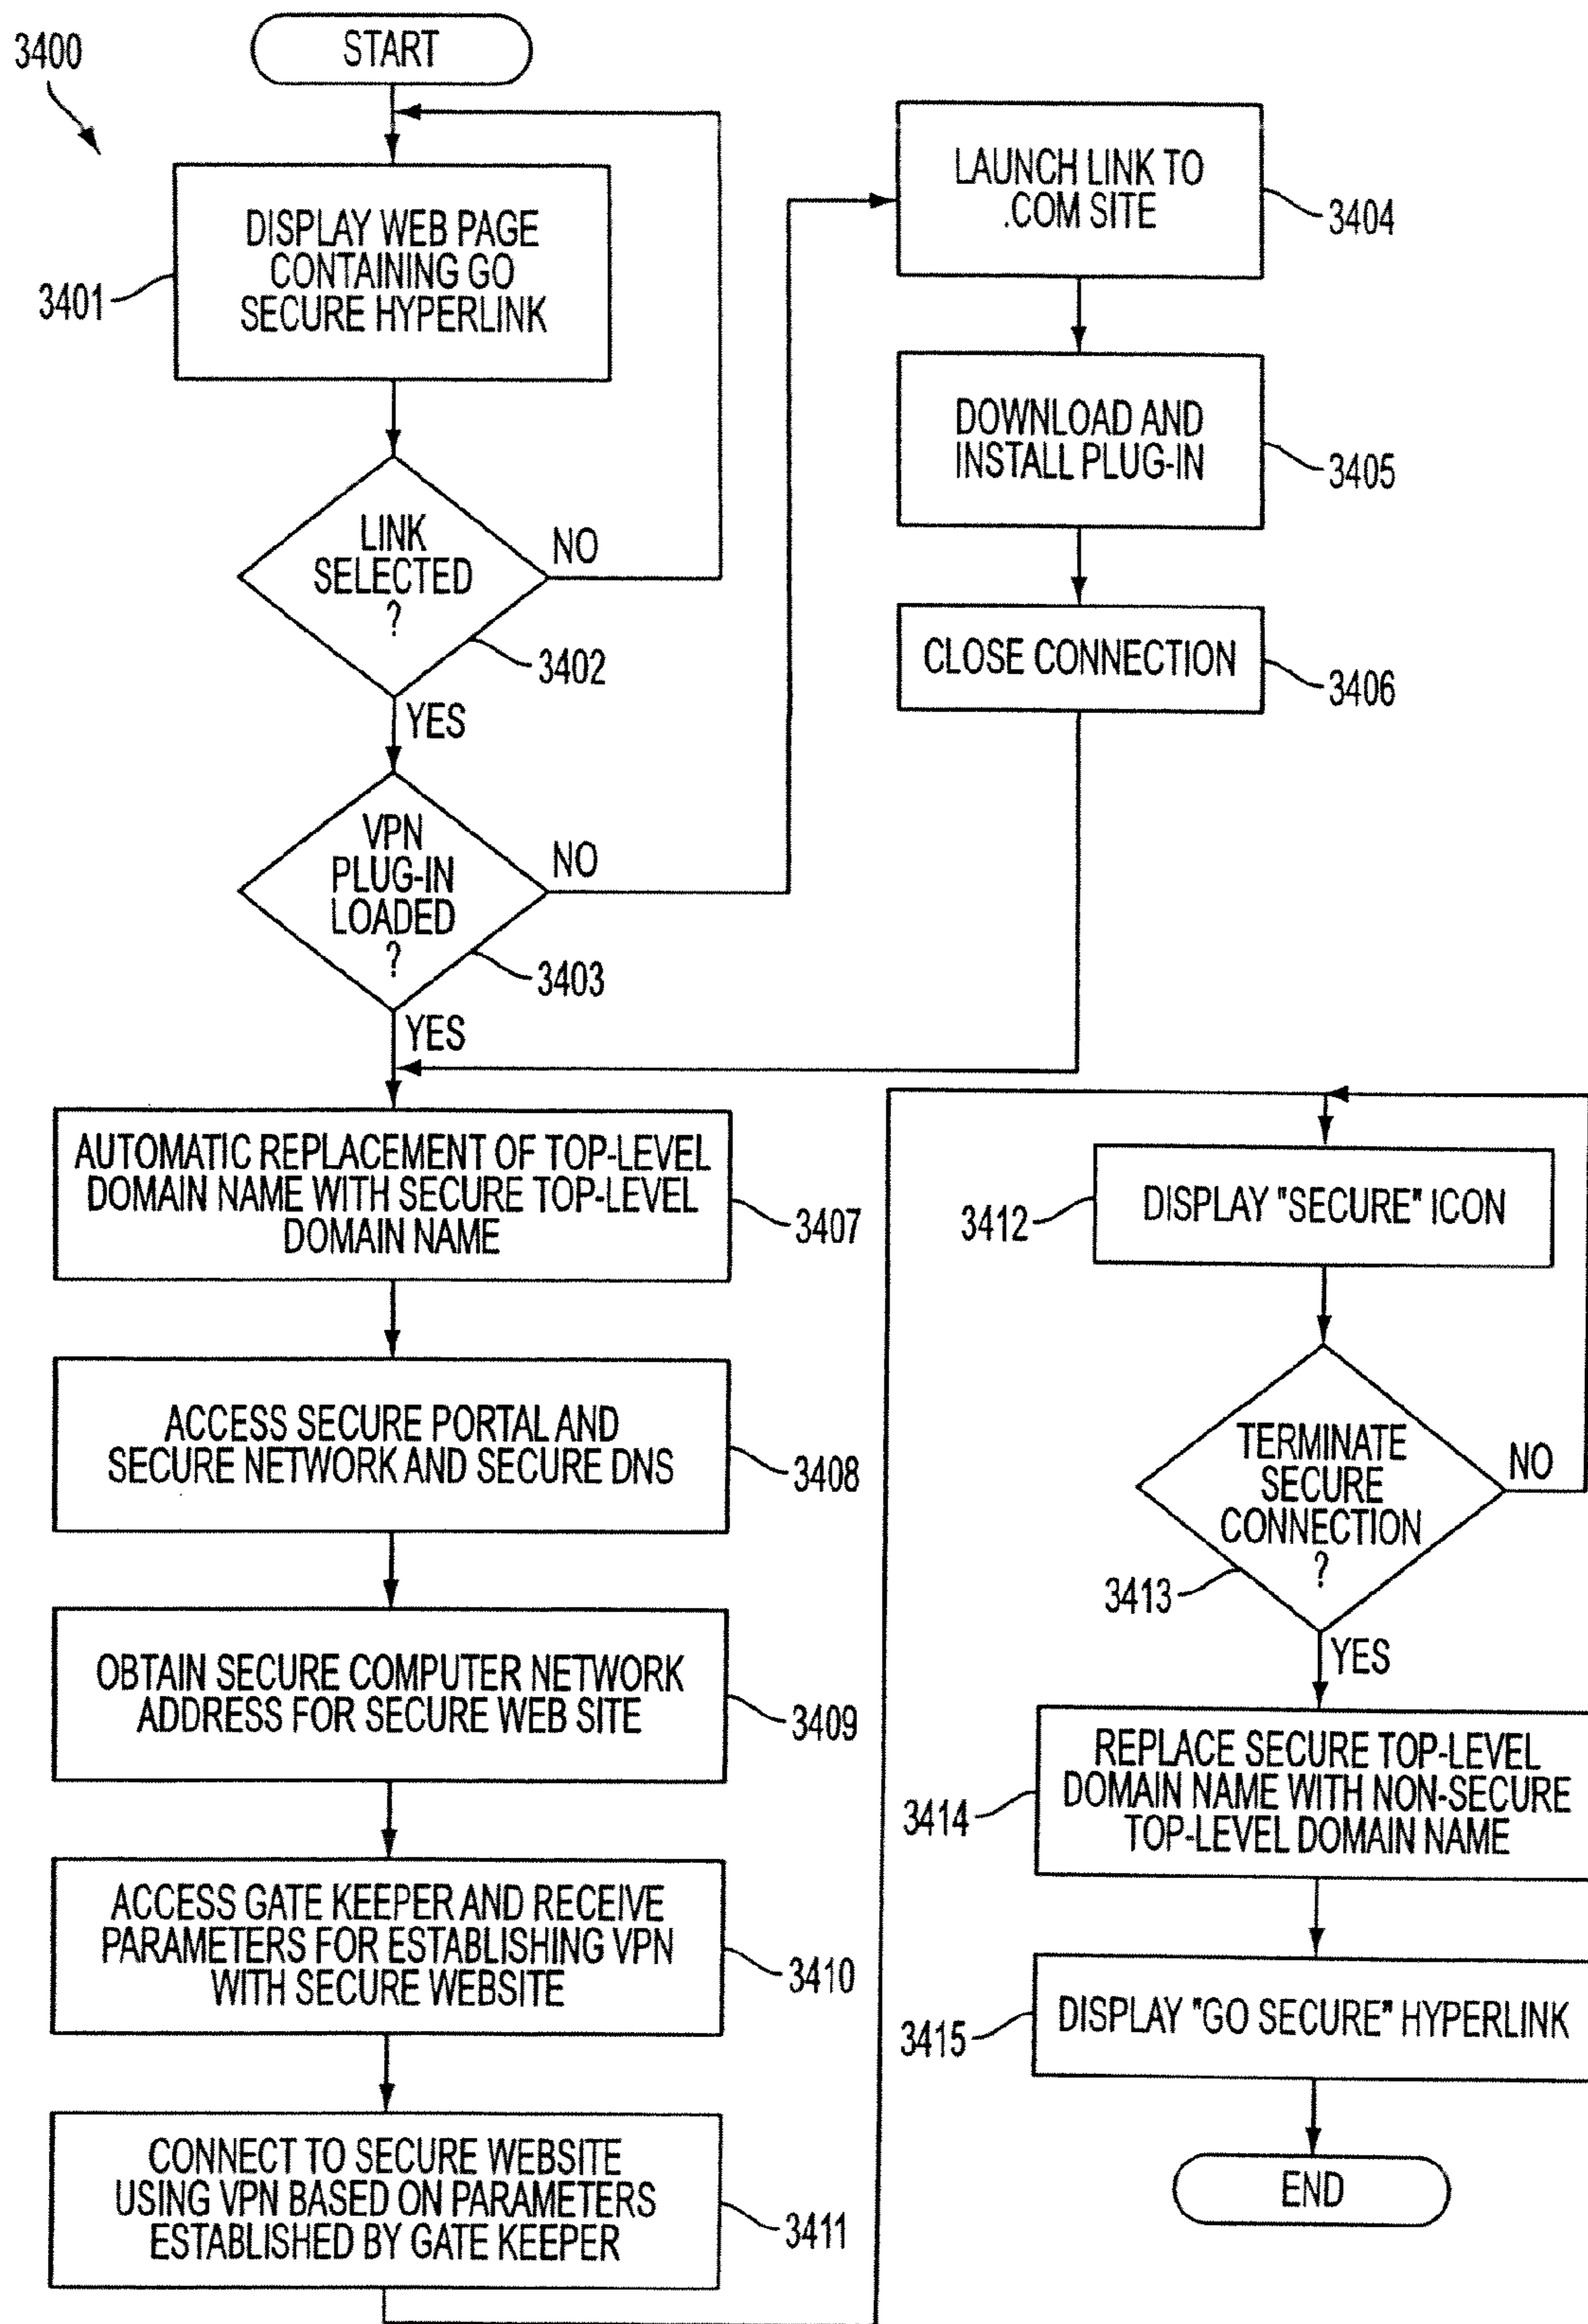 3400
START
DISPLAY WEB PAGE
CONTAINING GO
SECURE HYPERLINK
3401
LINK
SELECTED
?
NO
3402
YES
VPN
PLUG-IN
LOADED
?
NO
3403
YES
LAUNCH LINK TO
.COM SITE
3404
DOWNLOAD AND
INSTALL PLUG-IN
3405
CLOSE CONNECTION
3406
AUTOMATIC REPLACEMENT OF TOP-LEVEL
DOMAIN NAME WITH SECURE TOP-LEVEL
DOMAIN NAME
3407
ACCESS SECURE PORTAL AND
SECURE NETWORK AND SECURE DNS
3408
OBTAIN SECURE COMPUTER NETWORK
ADDRESS FOR SECURE WEB SITE
3409
ACCESS GATE KEEPER AND RECEIVE
PARAMETERS FOR ESTABLISHING VPN
WITH SECURE WEBSITE
3410
CONNECT TO SECURE WEBSITE
USING VPN BASED ON PARAMETERS
ESTABLISHED BY GATE KEEPER
3411
DISPLAY "SECURE" ICON
3412
TERMINATE
SECURE
CONNECTION
?
NO
3413
YES
REPLACE SECURE TOP-LEVEL
DOMAIN NAME WITH NON-SECURE
TOP-LEVEL DOMAIN NAME
3414
DISPLAY "GO SECURE" HYPERLINK
3415
END